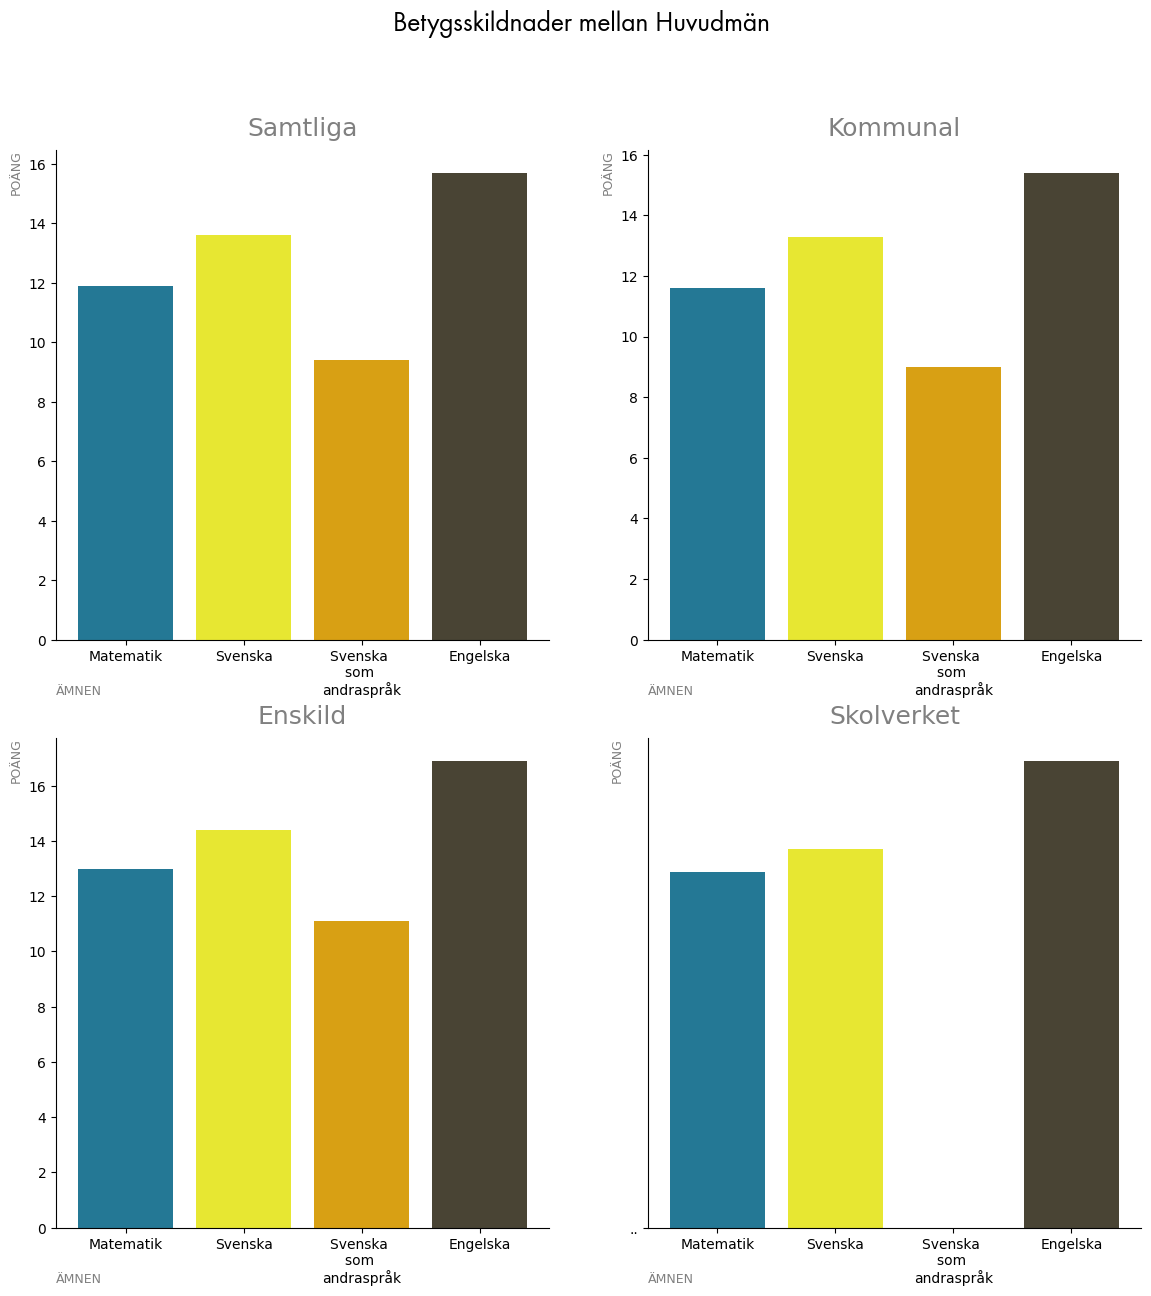 Betygsskildnader mellan Huvudmän
Samtliga
POÄNG
16
14
12
10
8
6
4
2
0
Matematik
Svenska
Svenska
som
andraspråk
Engelska
ÄMNEN
Kommunal
POÄNG
16
14
12
10
8
6
4
2
0
Matematik
Svenska
Svenska
som
andraspråk
Engelska
ÄMNEN
Enskild
POÄNG
16
14
12
10
8
6
4
2
0
Matematik
Svenska
Svenska
som
andraspråk
Engelska
ÄMNEN
Skolverket
POÄNG
..
Matematik
Svenska
Svenska
som
andraspråk
Engelska
ÄMNEN